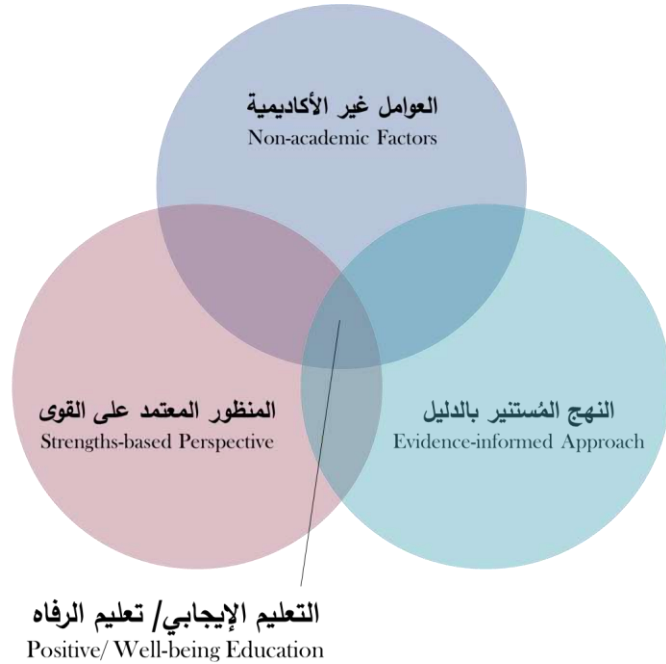 العوامل غير الأكاديمية
Non-academic Factors
المنظور المعتمد على القوى
Strengths-based Perspective
النهج المُستنير بالدليل
Evidence-informed Approach
التعليم الإيجابي/ تعليم الرفاه
Positive/ Well-being Education